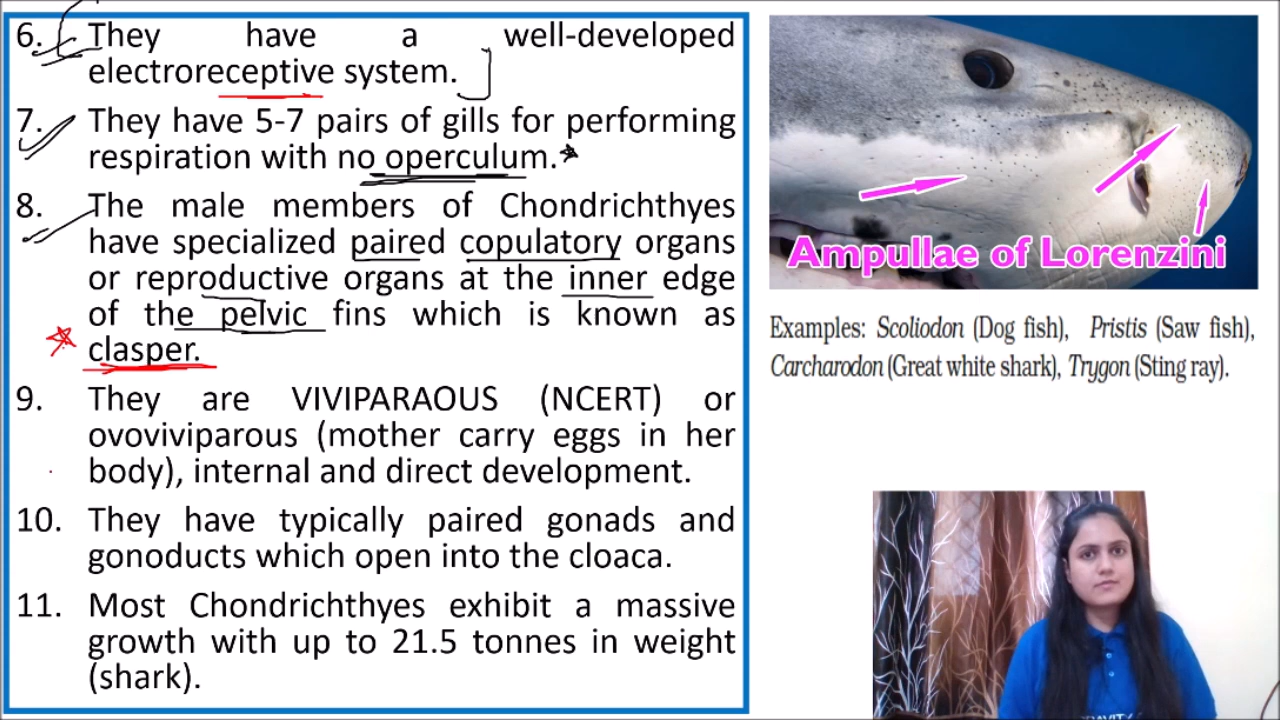 6. They have a well-developed
electroreceptive system.
7. They have 5-7 pairs of gills for performing
respiration with no operculum.
8. The male members of Chondrichthyes
have specialized paired copulatory organs
or reproductive organs at the inner edge
of the pelvic fins which is known as
clasper.
9. They are VIVIPARAOUS (NCERT) or
ovoviviparous (mother carry eggs in her
body), internal and direct development.
10. They have typically paired gonads and
gonoducts which open into the cloaca.
11. Most Chondrichthyes exhibit a massive
growth with up to 21.5 tonnes in weight
(shark).
Ampullae of Lorenzini
Examples: Scoliodon (Dog fish), Pristis (Saw fish),
Carcharodon (Great white shark), Trygon (Sting ray).